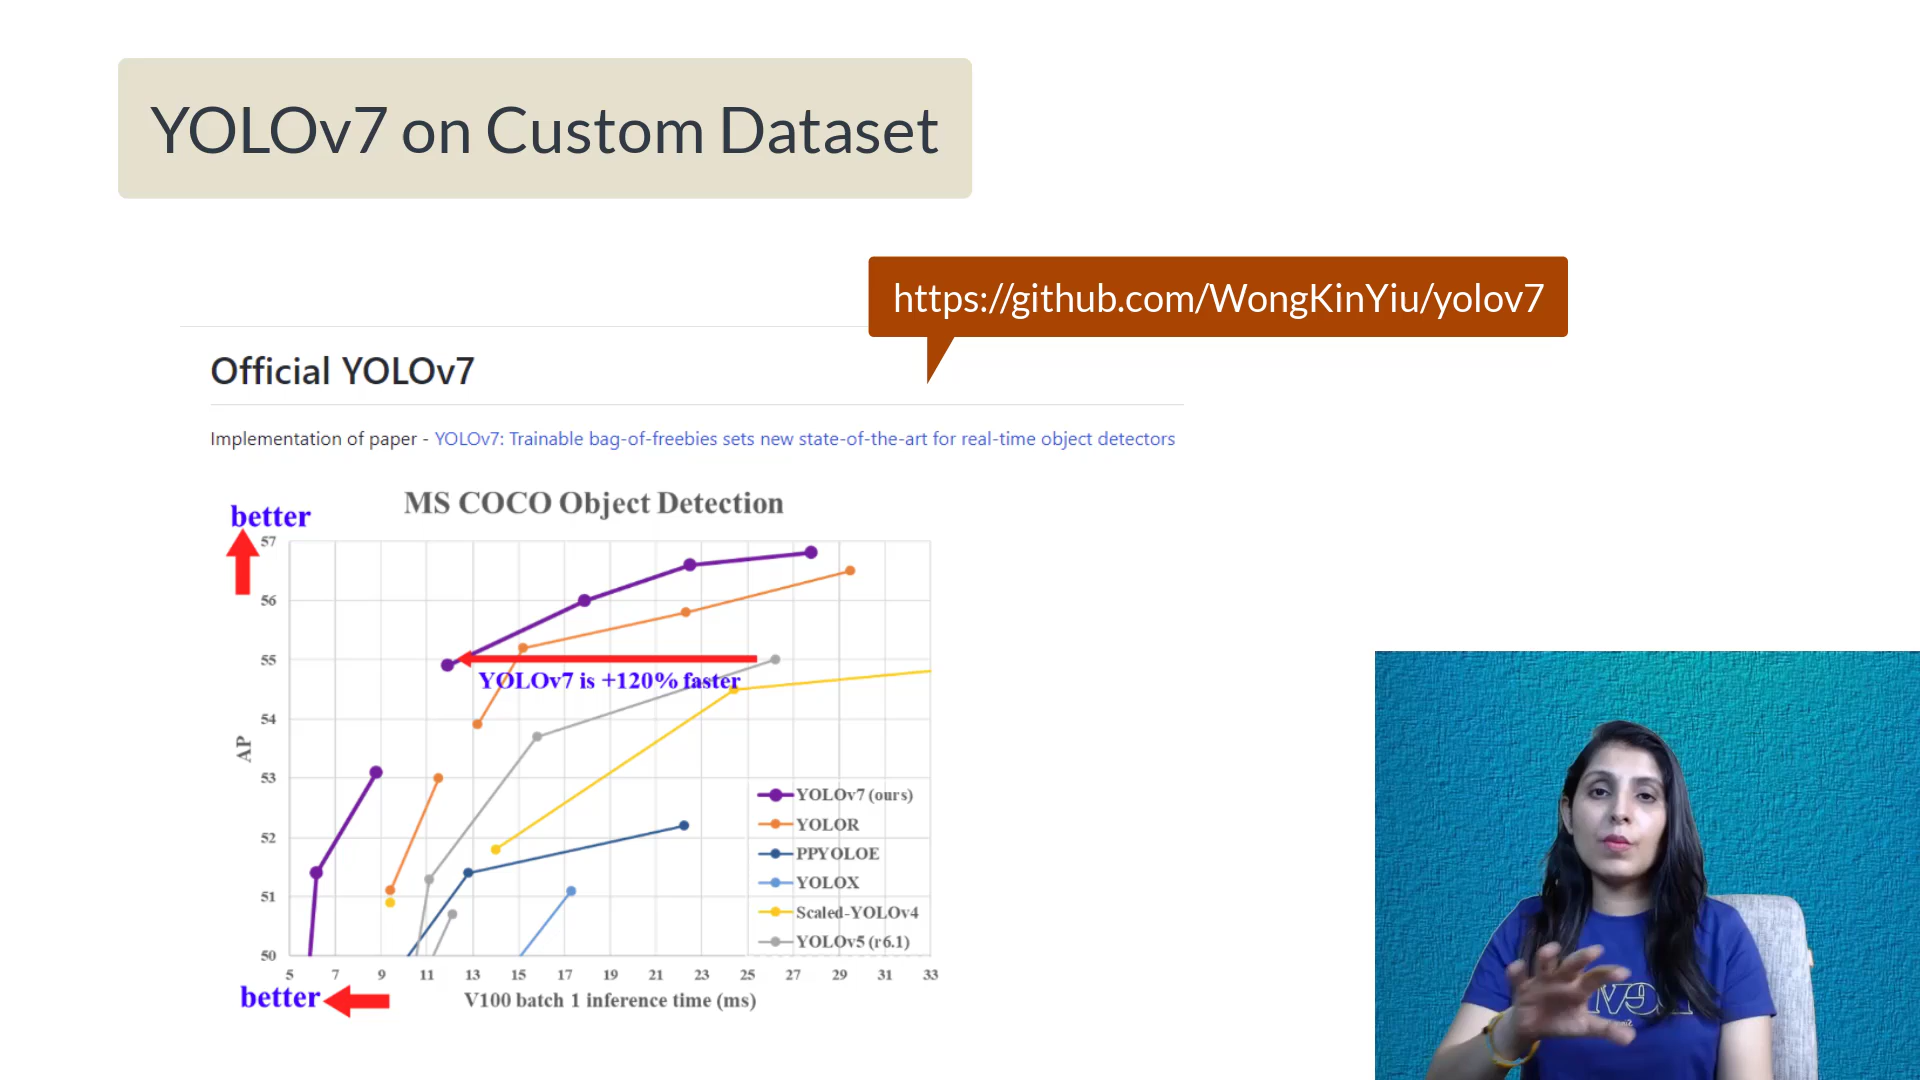 YOLOv7 on Custom Dataset
https://github.com/WongKinYiu/yolov7
Official YOLOv7
Implementation of paper - YOLOv7: Trainable bag-of-freebies sets new state-of-the-art for real-time object detectors
MS COCO Object Detection
better
57
56
55
54
53
52
51
50
AP
YOLOv7 is +120% faster
YOLOv7 (ours)
YOLOR
PPYOLOE
YOLOX
Scaled-YOLOv4
YOLOv5 (r6.1)
5 7 9 11 13 15 17 19 21 23 25 27 29 31 33
better
V100 batch 1 inference time (ms)